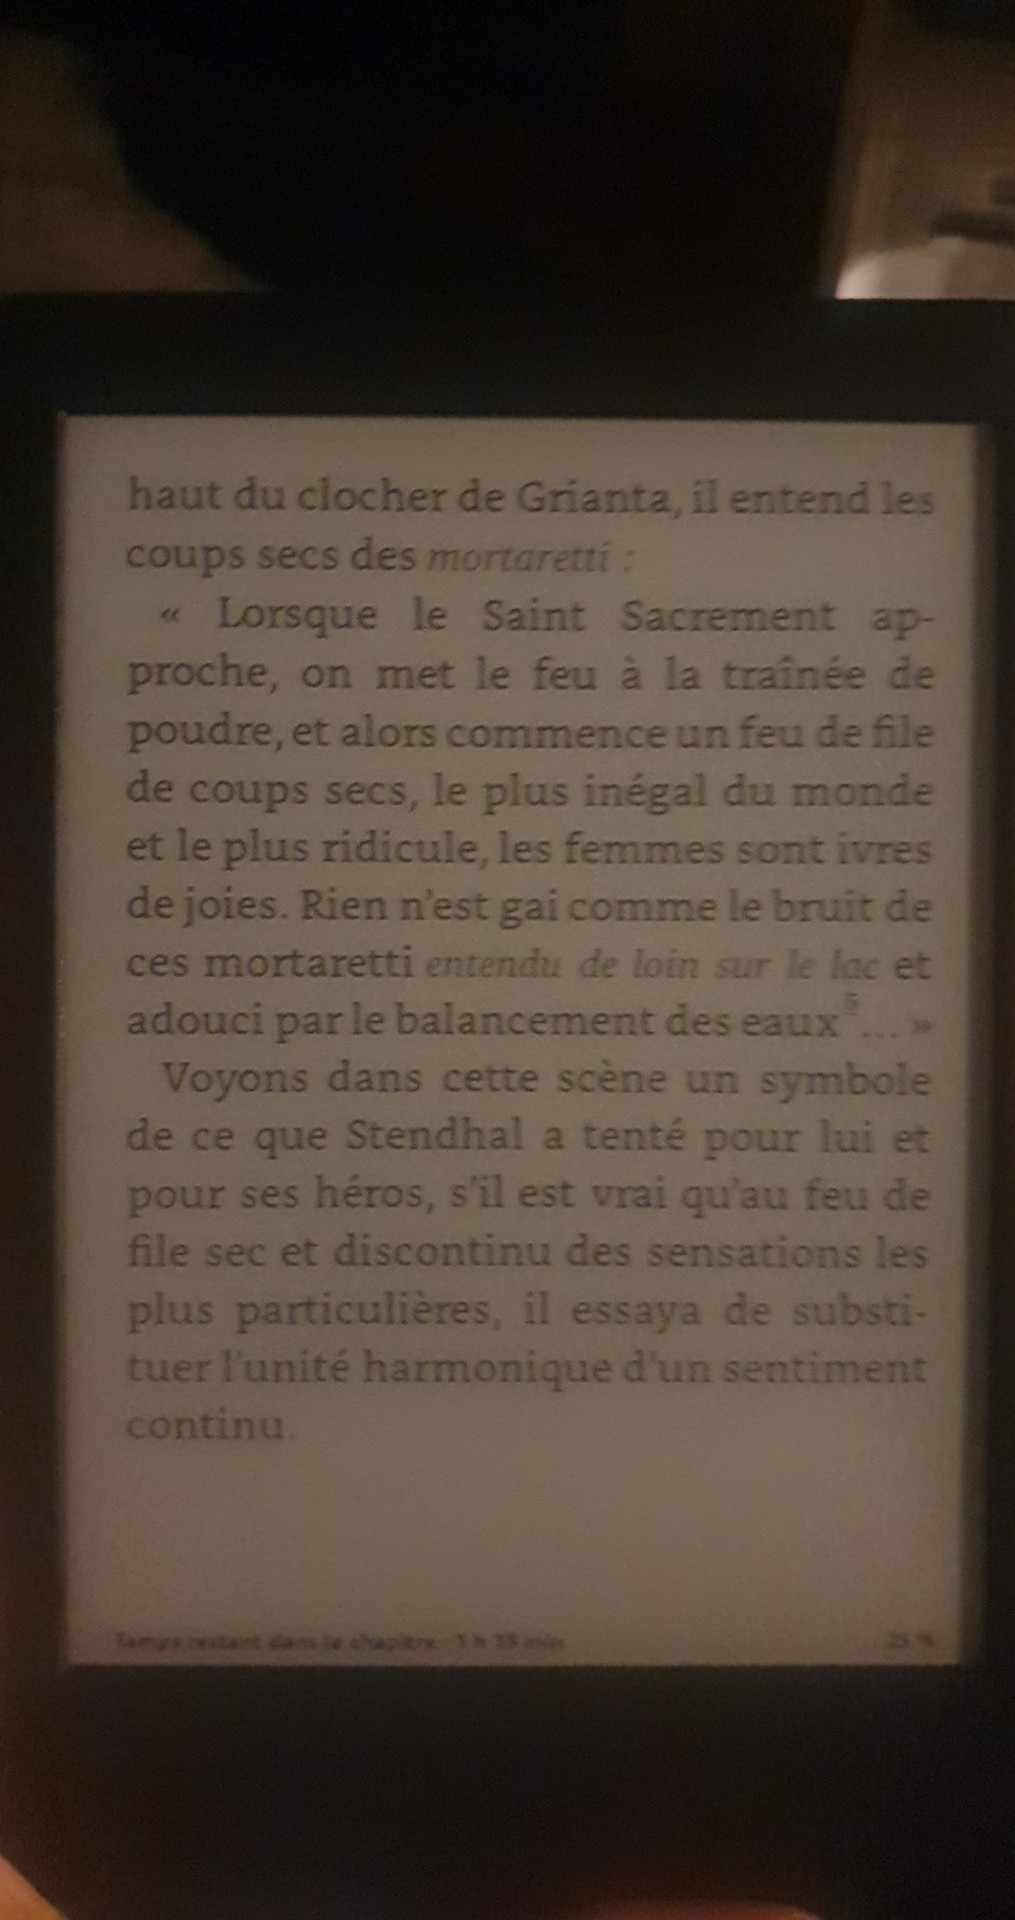 haut du clocher de Grianta, il entend les
coups secs des mortaretti :
« Lorsque le Saint Sacrement ap-
proche, on met le feu à la traînée de
poudre, et alors commence un feu de file
de coups secs, le plus inégal du monde
et le plus ridicule, les femmes sont ivres
de joies. Rien n'est gai comme le bruit de
ces mortaretti entendu de loin sur le lac et
adouci par le balancement des eaux⁵... »
Voyons dans cette scène un symbole
de ce que Stendhal a tenté pour lui et
pour ses héros, s'il est vrai qu'au feu de
file sec et discontinu des sensations les
plus particulières, il essaya de substi-
tuer l'unité harmonique d'un sentiment
continu.
Temps restant dans le chapitre : 1 h min
25 %